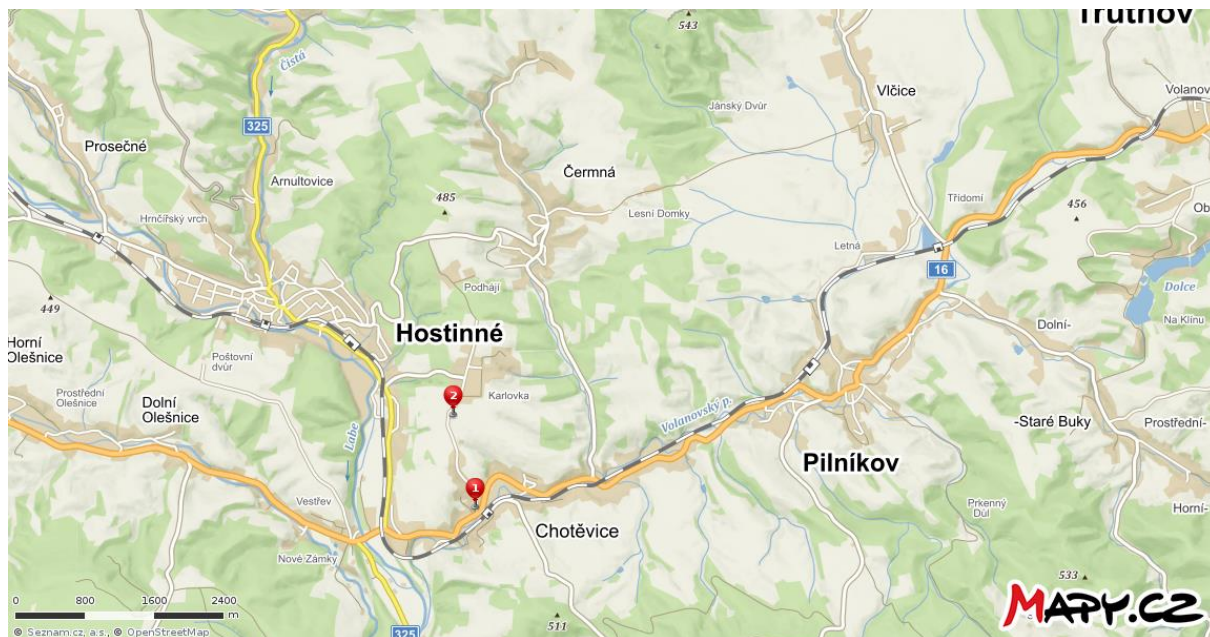 Trutnov
543
Čistá
Volanov
Vlčice
Jánský Dvůr
325
Prosečné
Čermná
Arnultovice
485
Lesní Domky
Třídomí
456
Ob
Hrnčířský vrch
Letná
16
Podhájí
Dolce
449
Na Klínu
Hostinné
Dolní-
Horní
Olešnice
Poštovní
dvůr
Prostřední
Olešnice
2
Karlovka
Dolní
Olešnice
Labe
Volanovský p.
-Staré Buky
Prostřední-
Pilníkov
1
Vestřev
Prkenný
Důl
Horní-
Chotěvice
Nové Zámky
533
0 800 1600 2400
m
511
MAPY.CZ
© Seznam.cz, a.s., © OpenStreetMap
325